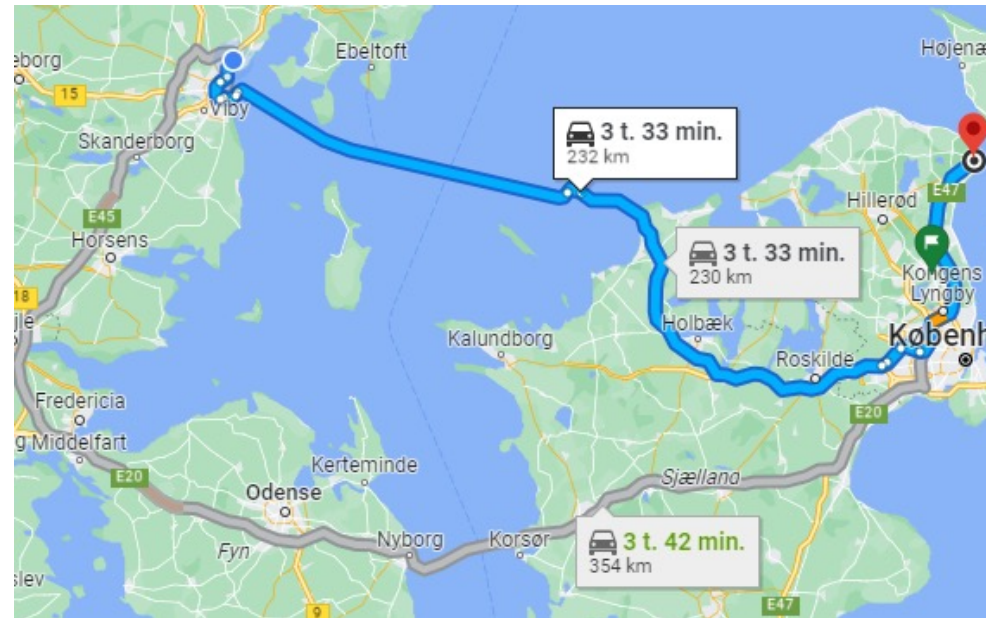 Ebeltoft
Højenæ
eborg
15
Viby
3 t. 33 min.
232 km
Skanderborg
E47
Hillerød
E45
Horsens
3 t. 33 min.
230 km
Kongens
Lyngby
18
jle
Holbæk
Københ
Kalundborg
Roskilde
Fredericia
E20
g Middelfart
Kerteminde
E20
Sjælland
Odense
Nyborg
Korsør
3 t. 42 min.
354 km
Fyn
slev
9
E47